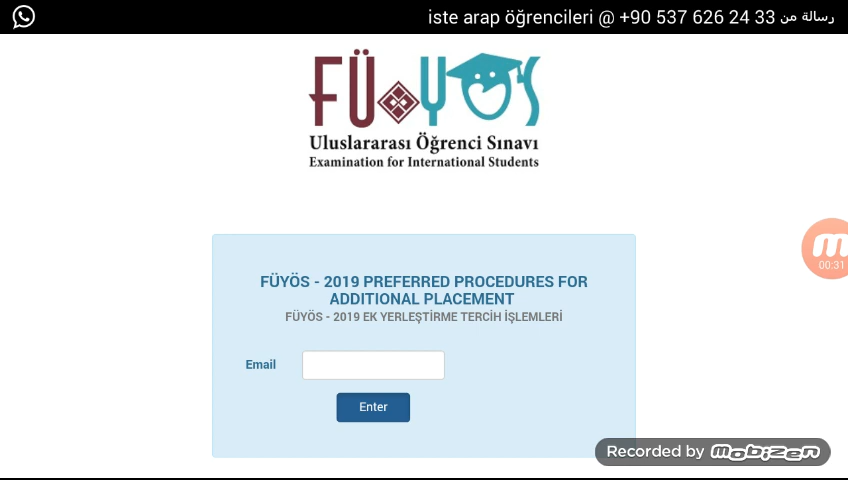 iste arap öğrencileri @ +90 537 626 24 33 رسالة من
FÜYÖS
Uluslararası Öğrenci Sınavı
Examination for International Students
00:31
FÜYÖS - 2019 PREFERRED PROCEDURES FOR
ADDITIONAL PLACEMENT
FÜYÖS - 2019 EK YERLEŞTİRME TERCİH İŞLEMLERİ
Email
Enter
Recorded by mobizen